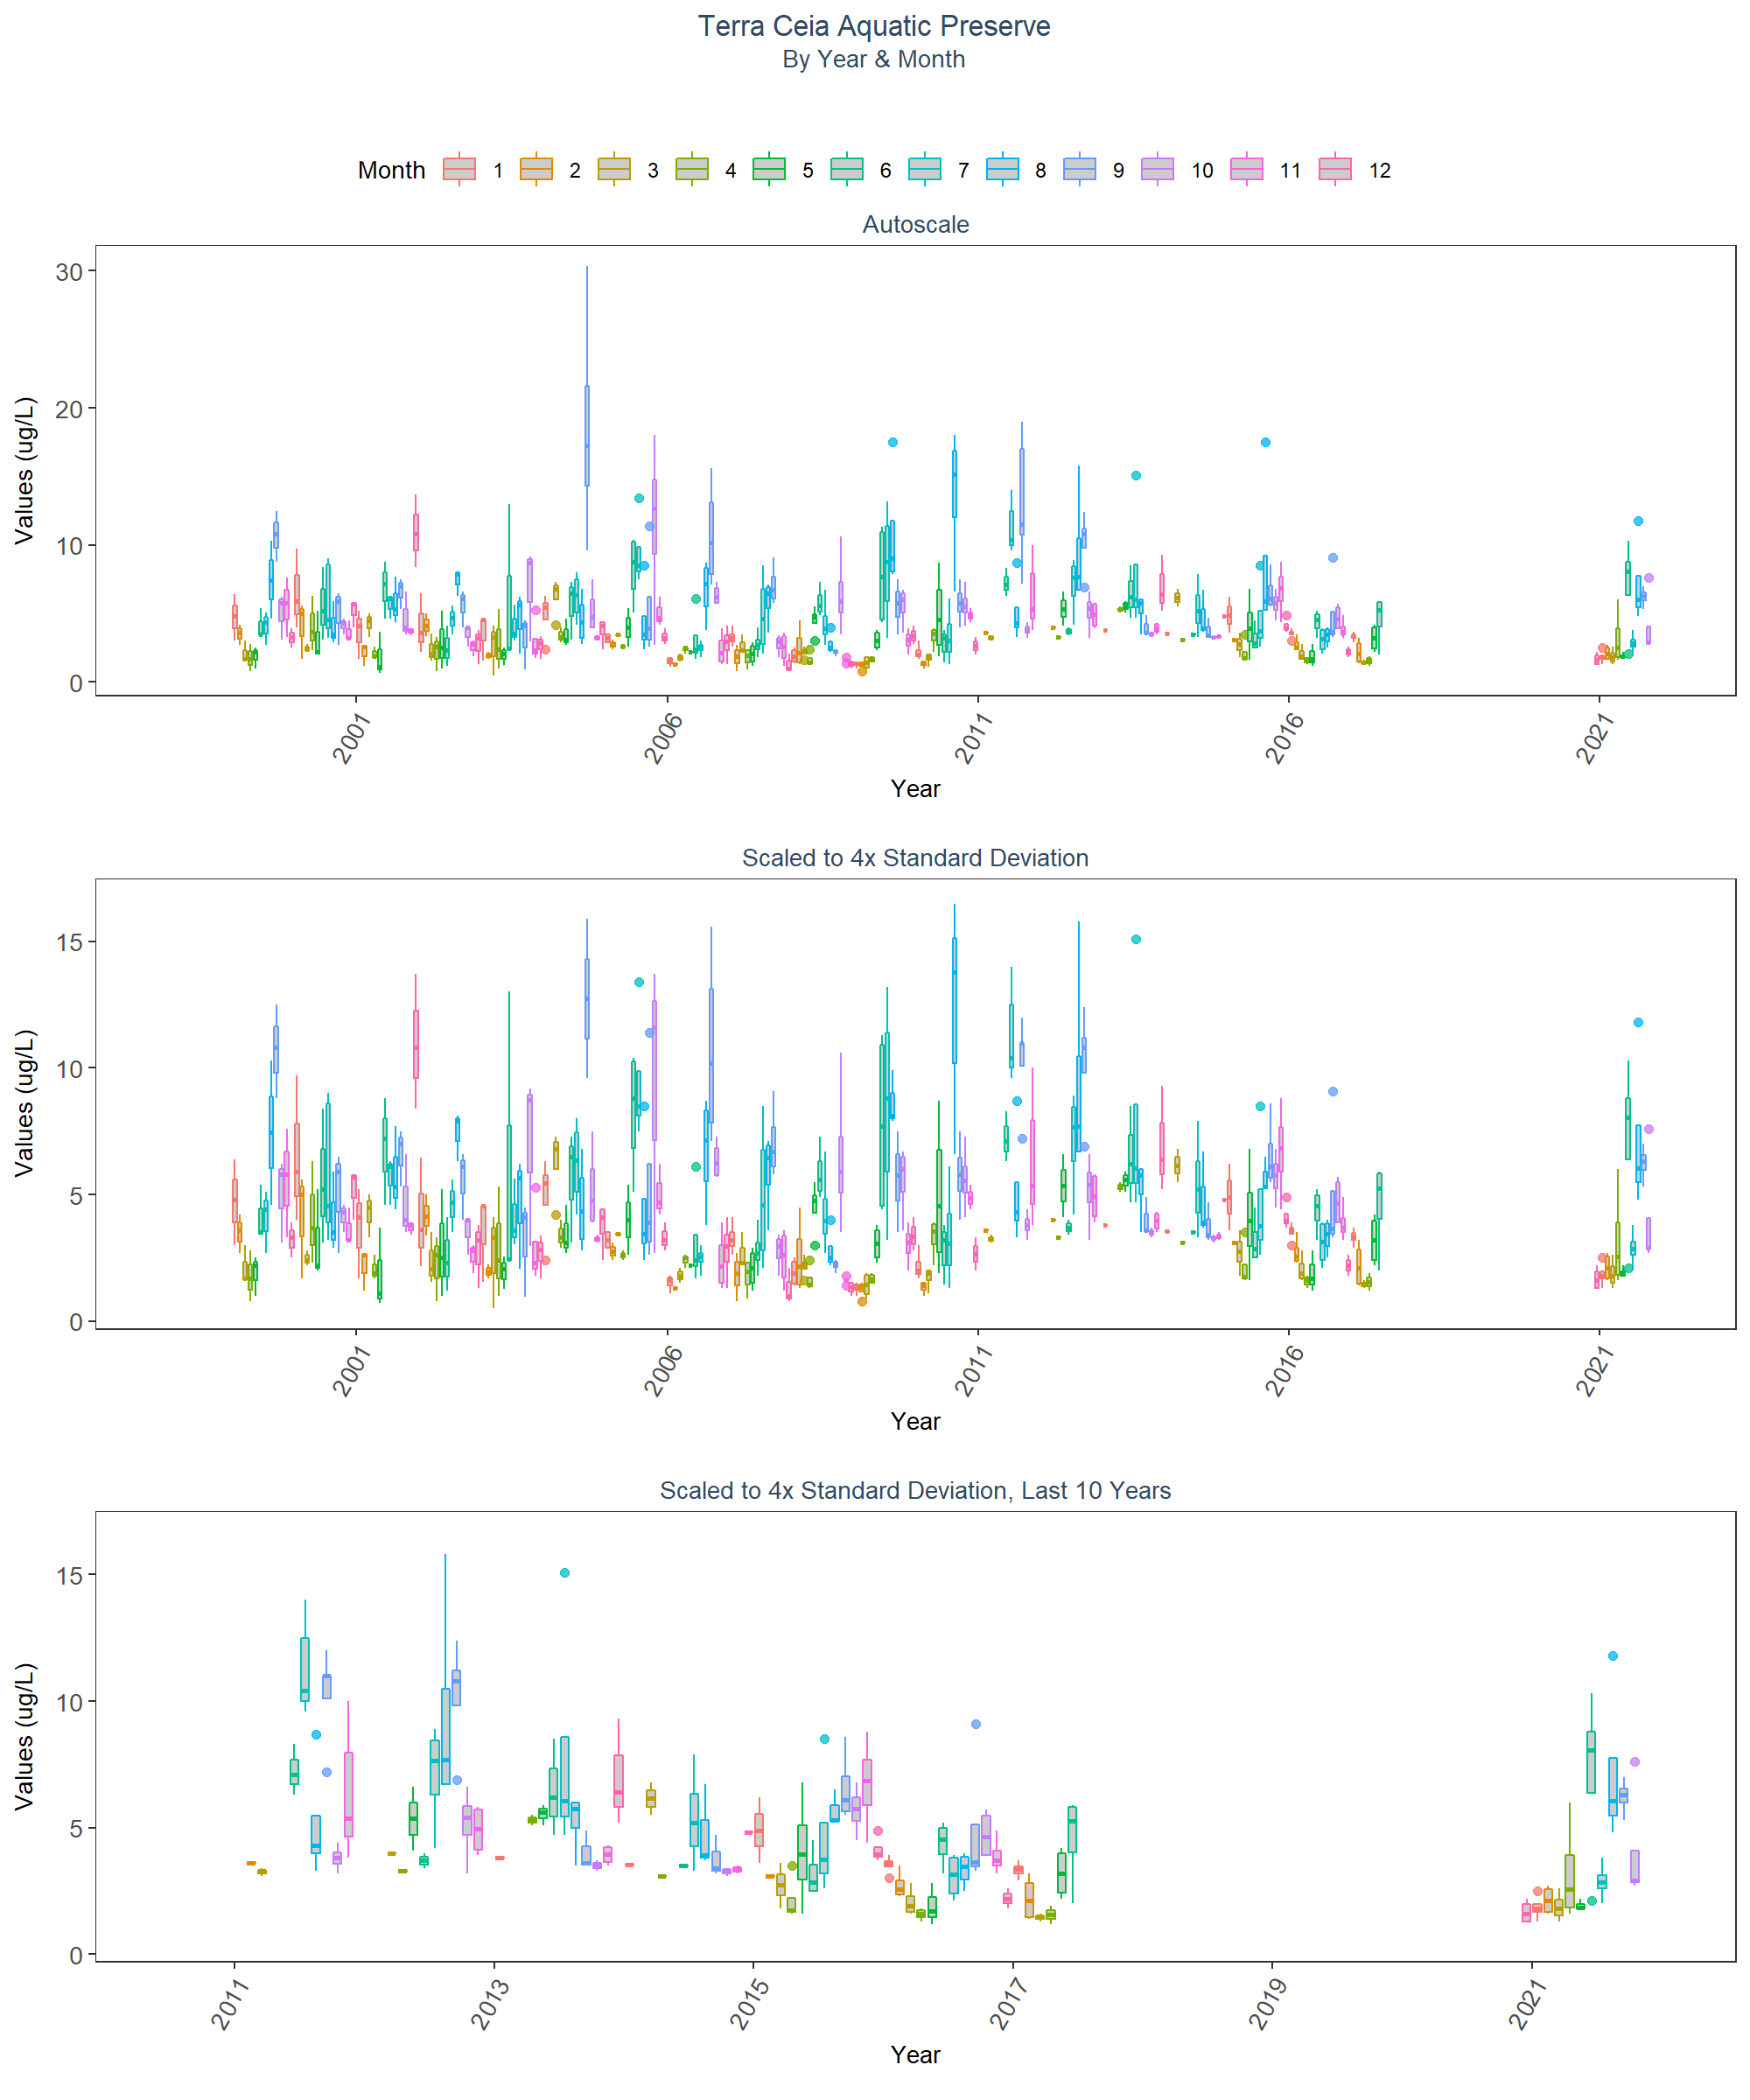 Terra Ceia Aquatic Preserve
By Year & Month
Month 1 2 3 4 5 6 7 8 9 10 11 12
Autoscale
30
20
10
0
Values (ug/L)
2001 2006 2011 2016 2021
Year
Scaled to 4x Standard Deviation
15
10
5
0
Values (ug/L)
2001 2006 2011 2016 2021
Year
Scaled to 4x Standard Deviation, Last 10 Years
15
10
5
0
Values (ug/L)
2011 2013 2015 2017 2019 2021
Year